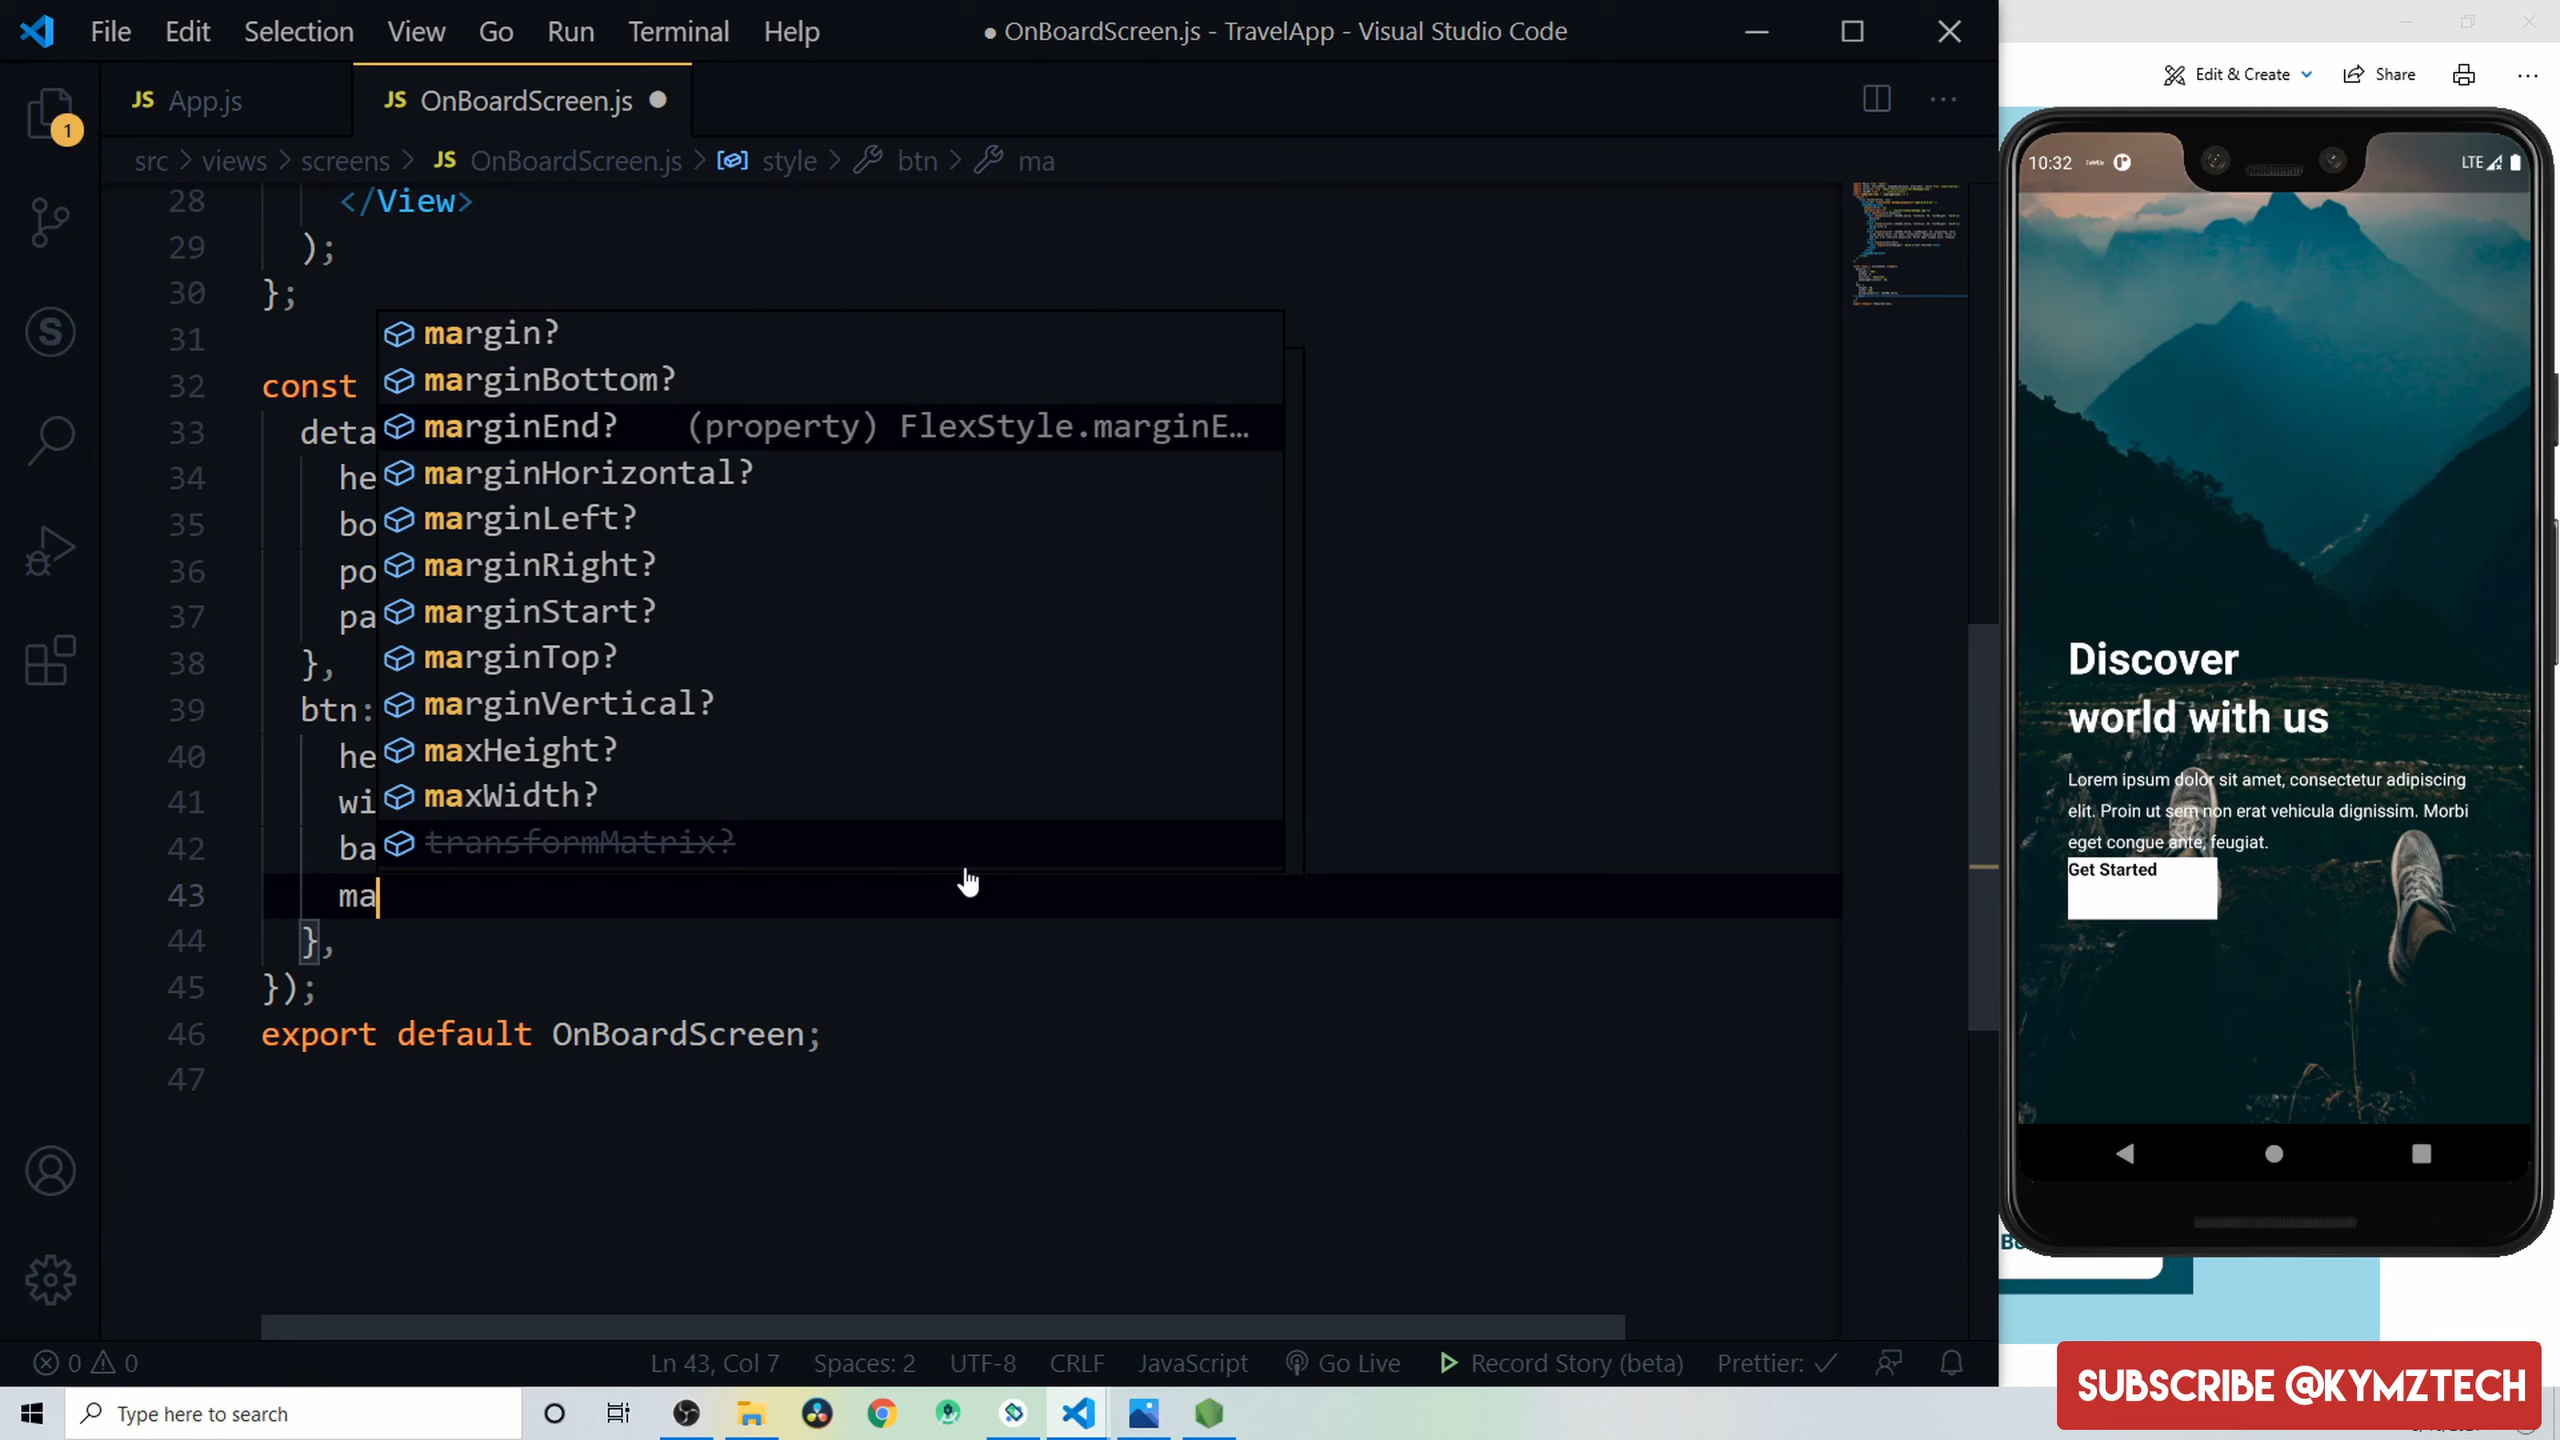 File Edit Selection View Go Run Terminal Help ● OnBoardScreen.js - TravelApp - Visual Studio Code
JS App.js JS OnBoardScreen.js
src > views > screens > JS OnBoardScreen.js > style > btn > ma
28 </View>
29 );
30 };
31
32 const
33 deta
34 he
35 bo
36 po
37 pa
38 },
39 btn:
40 he
41 wi
42 ba
43 ma
44 },
45 });
46 export default OnBoardScreen;
47
margin?
marginBottom?
marginEnd? (property) FlexStyle.marginE…
marginHorizontal?
marginLeft?
marginRight?
marginStart?
marginTop?
marginVertical?
maxHeight?
maxWidth?
transformMatrix?
1
0 0 Ln 43, Col 7 Spaces: 2 UTF-8 CRLF JavaScript Go Live Record Story (beta) Prettier: ✓
Type here to search
Edit & Create Share
10:32 LTE
Discover
world with us
Lorem ipsum dolor sit amet, consectetur adipiscing
elit. Proin ut sem non erat vehicula dignissim. Morbi
eget congue ante, feugiat.
Get Started
SUBSCRIBE @KYMZTECH